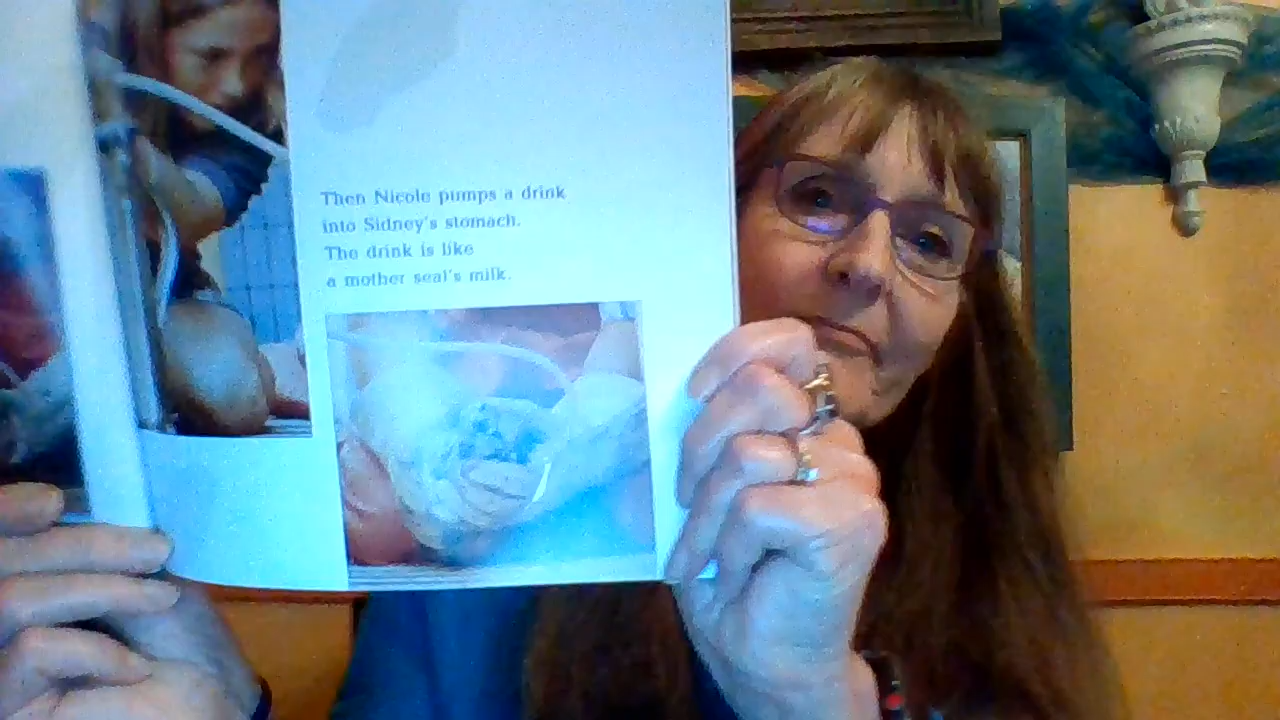 Then Nicole pumps a drink
into Sidney's stomach.
The drink is like
a mother seal's milk.